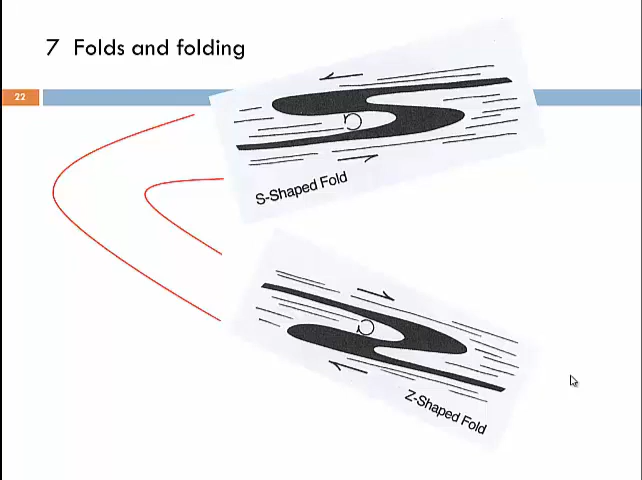 7 Folds and folding
22
S-Shaped Fold
Z-Shaped Fold